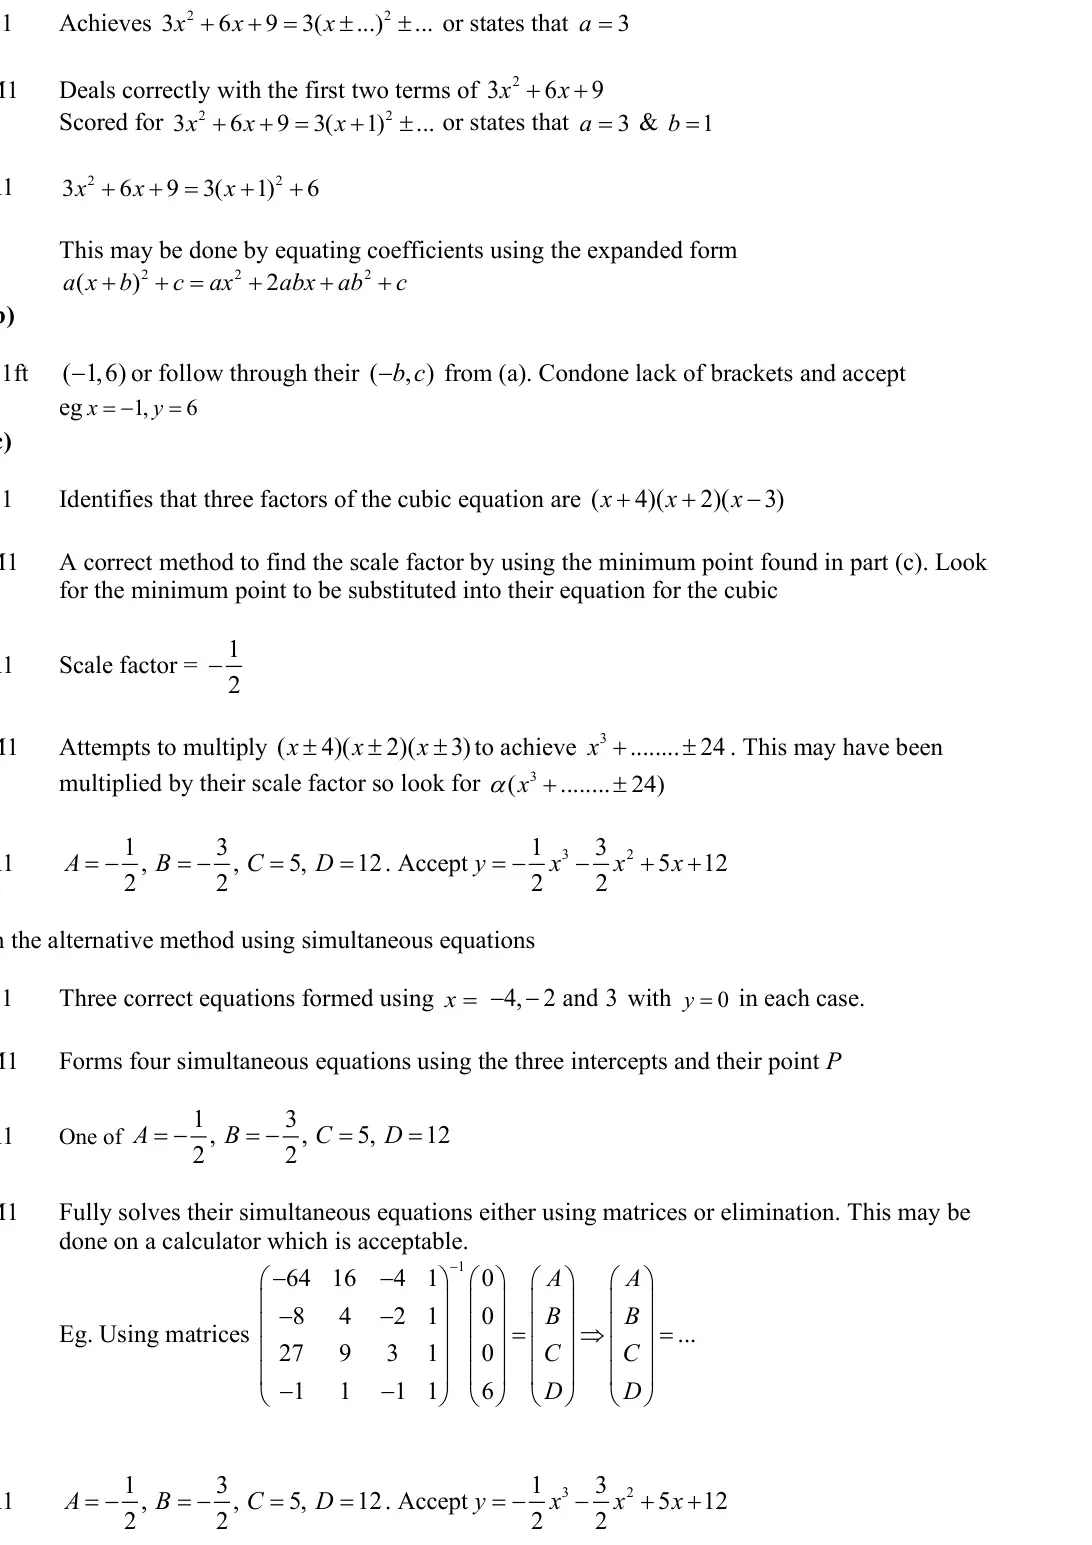 1 Achieves 3x² + 6x + 9 = 3(x ± ...)² ± ... or states that a = 3
1 Deals correctly with the first two terms of 3x² + 6x + 9
Scored for 3x² + 6x + 9 = 3(x + 1)² ± ... or states that a = 3 & b = 1
1 3x² + 6x + 9 = 3(x + 1)² + 6
This may be done by equating coefficients using the expanded form
a(x + b)² + c = ax² + 2abx + ab² + c
)
1ft (−1, 6) or follow through their (−b, c) from (a). Condone lack of brackets and accept
eg x = −1, y = 6
)
1 Identifies that three factors of the cubic equation are (x + 4)(x + 2)(x − 3)
1 A correct method to find the scale factor by using the minimum point found in part (c). Look
for the minimum point to be substituted into their equation for the cubic
1 Scale factor = −1/2
1 Attempts to multiply (x ± 4)(x ± 2)(x ± 3) to achieve x³ + ........ ± 24 . This may have been
multiplied by their scale factor so look for α(x³ + ........ ± 24)
1 A = −1/2, B = −3/2, C = 5, D = 12 . Accept y = −1/2 x³ − 3/2 x² + 5x + 12
the alternative method using simultaneous equations
1 Three correct equations formed using x = −4, − 2 and 3 with y = 0 in each case.
1 Forms four simultaneous equations using the three intercepts and their point P
1 One of A = −1/2, B = −3/2, C = 5, D = 12
1 Fully solves their simultaneous equations either using matrices or elimination. This may be
done on a calculator which is acceptable.
Eg. Using matrices (−64 16 −4 1; −8 4 −2 1; 27 9 3 1; −1 1 −1 1)⁻¹ (0; 0; 0; 6) = (A; B; C; D) ⇒ (A; B; C; D) = ...
1 A = −1/2, B = −3/2, C = 5, D = 12 . Accept y = −1/2 x³ − 3/2 x² + 5x + 12